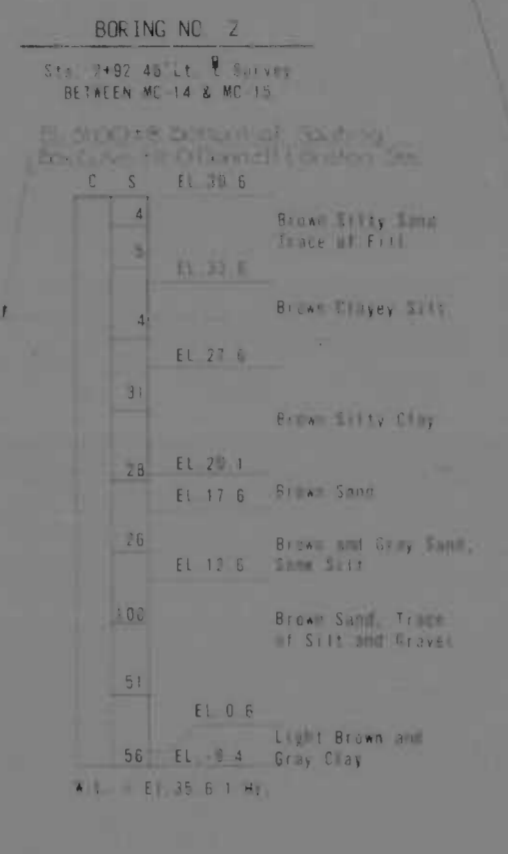 BORING NO. 2
Sta. 2+92 46' Lt. ℄ Survey
BETWEEN MC-14 & MC-15
Bottom of
C S EL. 39.6
4
Brown Silty Sand
Trace of Fill
5
EL. 33.6
Brown Clayey Silt
4
EL. 27.6
31
Brown Silty Clay
28 EL. 20.1
EL. 17.6 Brown Sand
26
Brown and Gray Sand,
EL. 12.6 Some Silt
100
Brown Sand, Trace
of Silt and Gravel
51
EL. 0.6
Light Brown and
56 EL. Gray Clay
W.L. = El. 35.6 1 Hr.